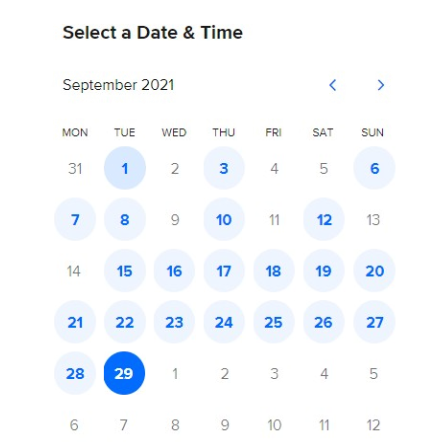 Select a Date & Time
September 2021
MON TUE WED THU FRI SAT SUN
31 1 2 3 4 5 6
7 8 9 10 11 12 13
14 15 16 17 18 19 20
21 22 23 24 25 26 27
28 29 1 2 3 4 5
6 7 8 9 10 11 12